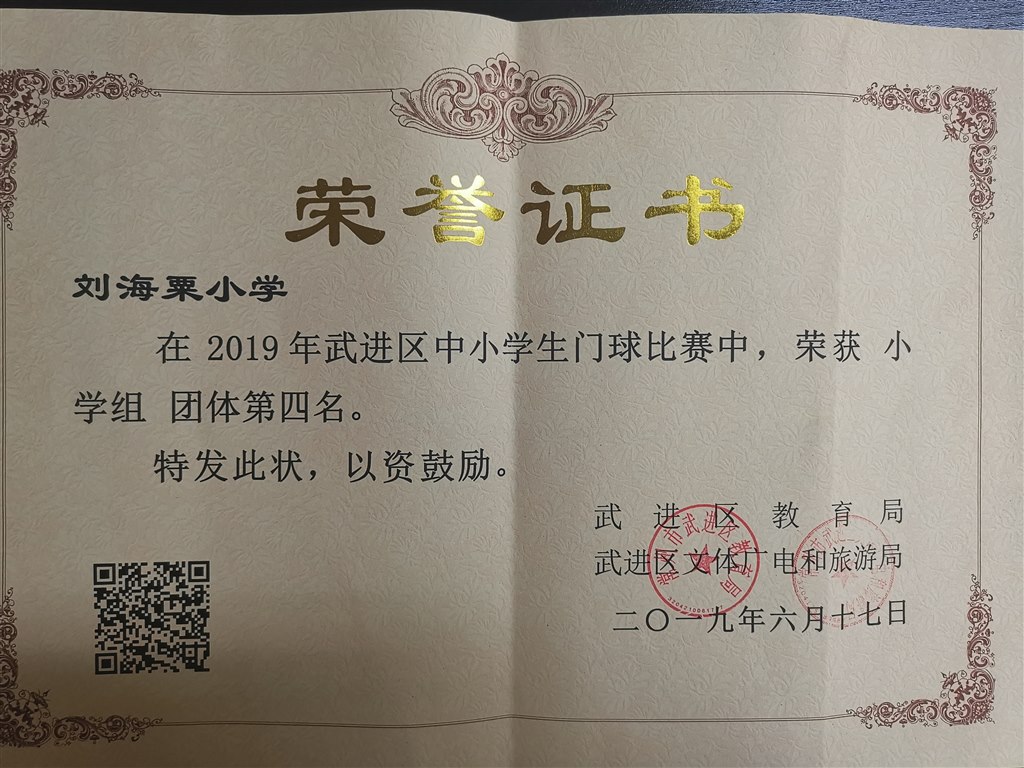 荣誉证书
刘海粟小学
在 2019 年武进区中小学生门球比赛中，荣获 小
学组 团体第四名。
特发此状，以资鼓励。
武进区教育局
武进区文体广电和旅游局
二〇一九年六月十七日